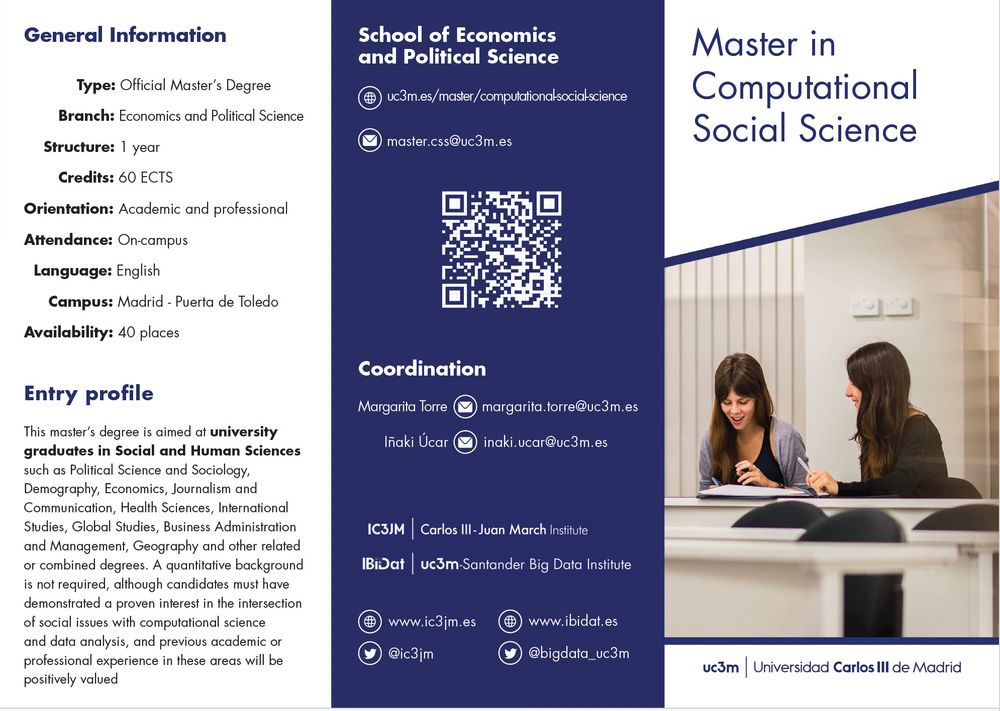 General Information
Type: Official Master's Degree
Branch: Economics and Political Science
Structure: 1 year
Credits: 60 ECTS
Orientation: Academic and professional
Attendance: On-campus
Language: English
Campus: Madrid - Puerta de Toledo
Availability: 40 places
Entry profile
This master's degree is aimed at university
graduates in Social and Human Sciences
such as Political Science and Sociology,
Demography, Economics, Journalism and
Communication, Health Sciences, International
Studies, Global Studies, Business Administration
and Management, Geography and other related
or combined degrees. A quantitative background
is not required, although candidates must have
demonstrated a proven interest in the intersection
of social issues with computational science
and data analysis, and previous academic or
professional experience in these areas will be
positively valued
School of Economics
and Political Science
uc3m.es/master/computational-social-science
master.css@uc3m.es
Coordination
Margarita Torre margarita.torre@uc3m.es
Iñaki Úcar inaki.ucar@uc3m.es
IC3JM | Carlos III-Juan March Institute
IBiDat | uc3m-Santander Big Data Institute
www.ic3jm.es www.ibidat.es
@ic3jm @bigdata_uc3m
Master in
Computational
Social Science
uc3m | Universidad Carlos III de Madrid